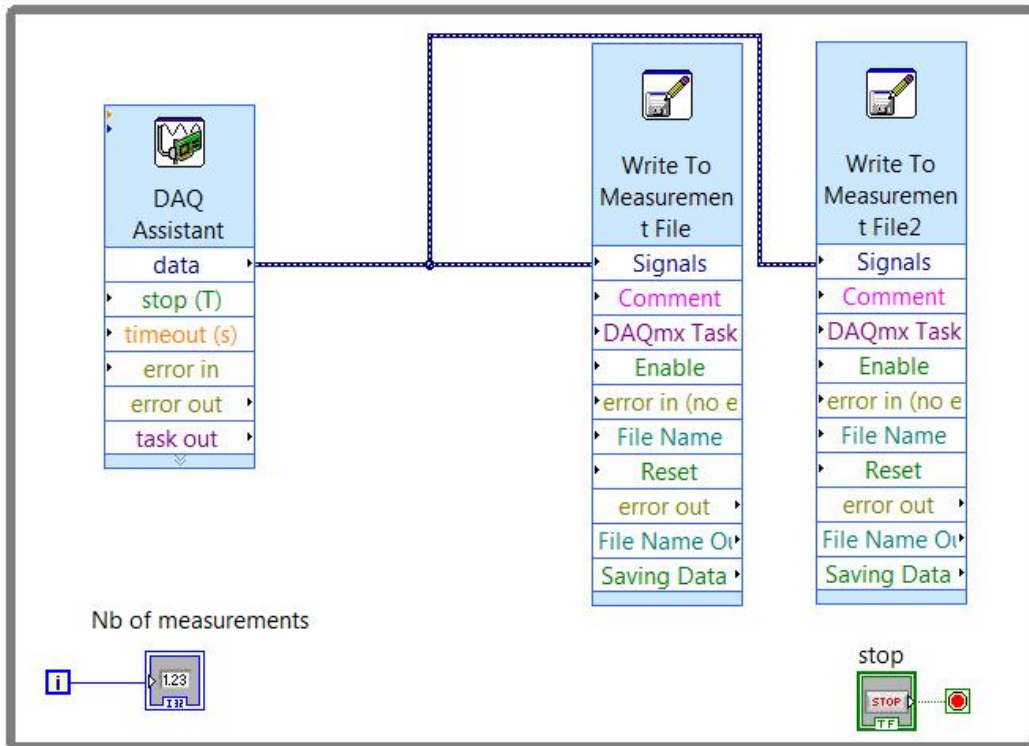 DAQ
Assistant
data
stop (T)
timeout (s)
error in
error out
task out
Write To
Measuremen
t File
Signals
Comment
DAQmx Task
Enable
error in (no e
File Name
Reset
error out
File Name Ou
Saving Data
Write To
Measuremen
t File2
Signals
Comment
DAQmx Task
Enable
error in (no e
File Name
Reset
error out
File Name Ou
Saving Data
Nb of measurements
i
1.23
I32
stop
STOP
TF